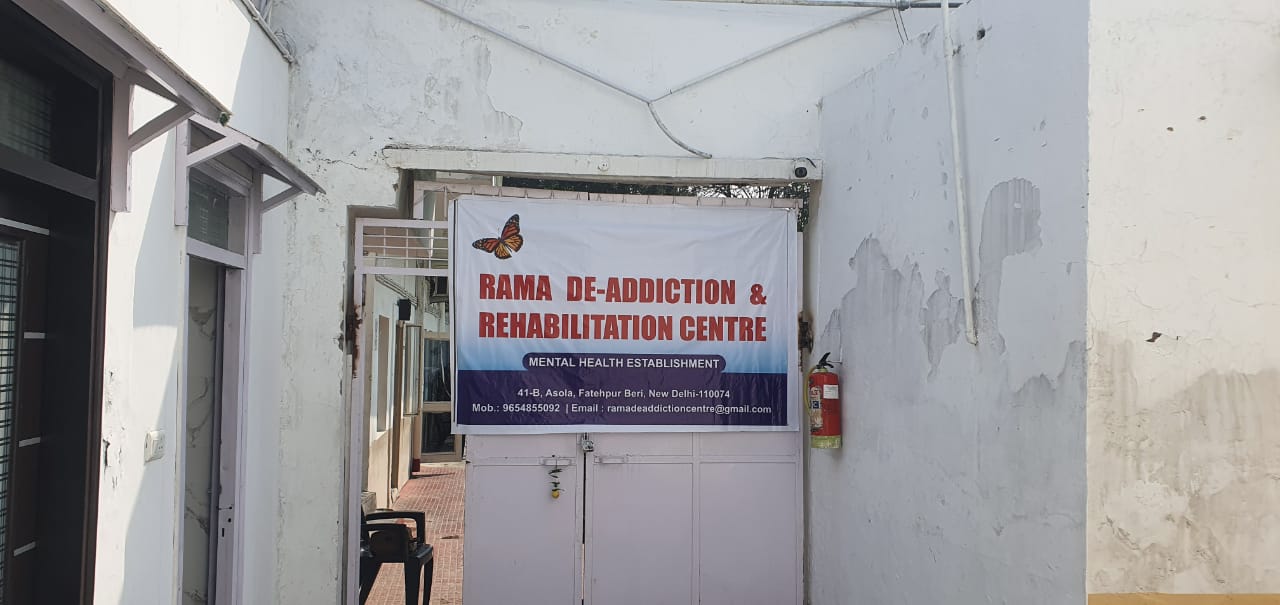 RAMA DE-ADDICTION &
REHABILITATION CENTRE
MENTAL HEALTH ESTABLISHMENT
41-B, Asola, Fatehpur Beri, New Delhi-110074
Mob.: 9654855092 | Email : ramadeaddictioncentre@gmail.com